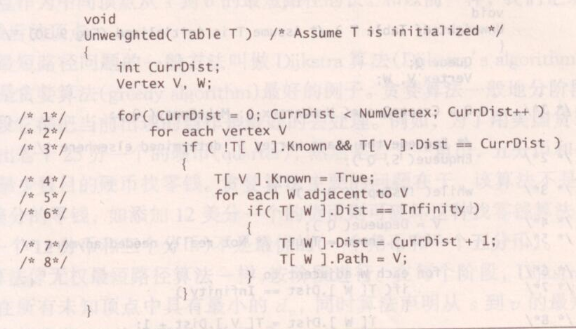 void
Unweighted( Table T )  /* Assume T is initialized */
{
int CurrDist;
Vertex V, W;
/* 1*/ for( CurrDist = 0; CurrDist < NumVertex; CurrDist++ )
/* 2*/ for each vertex V
/* 3*/ if( !T[ V ].Known && T[ V ].Dist == CurrDist )
{
/* 4*/ T[ V ].Known = True;
/* 5*/ for each W adjacent to V
/* 6*/ if( T[ W ].Dist == Infinity )
{
/* 7*/ T[ W ].Dist = CurrDist + 1;
/* 8*/ T[ W ].Path = V;
}
}
}